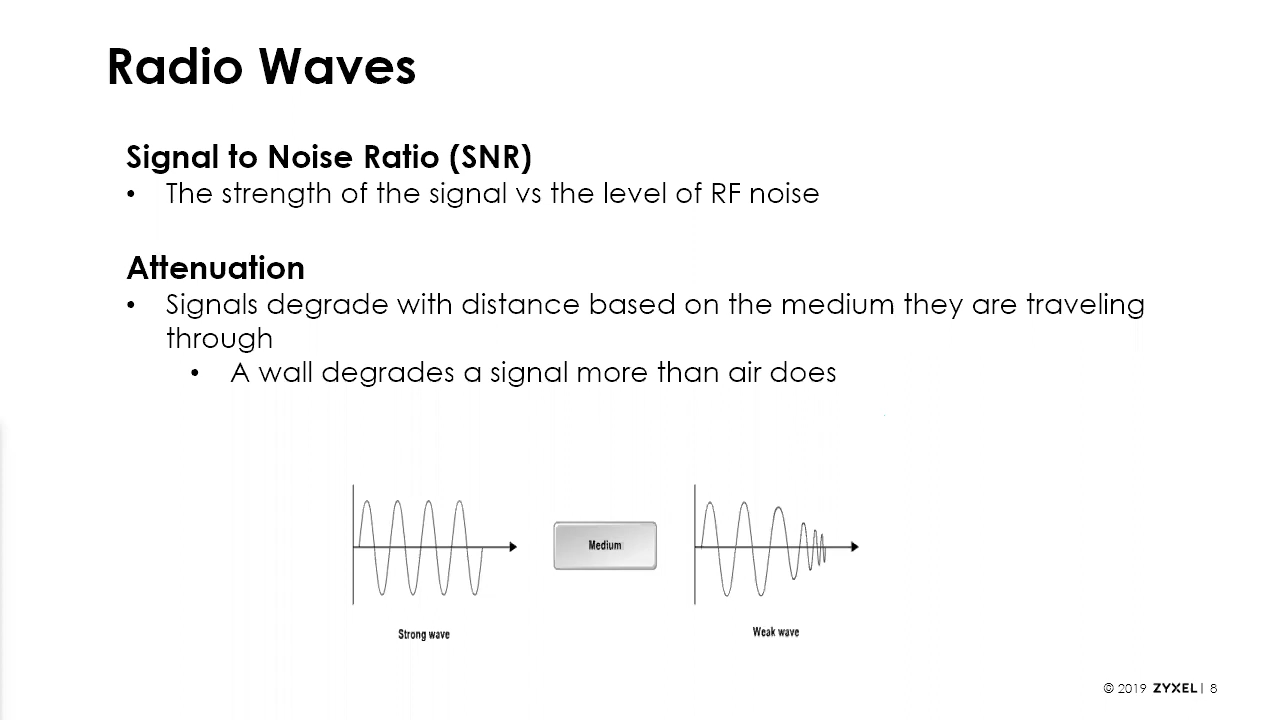 Radio Waves
Signal to Noise Ratio (SNR)
• The strength of the signal vs the level of RF noise
Attenuation
• Signals degrade with distance based on the medium they are traveling
through
• A wall degrades a signal more than air does
Medium
Strong wave
Weak wave
© 2019 ZYXEL | 8